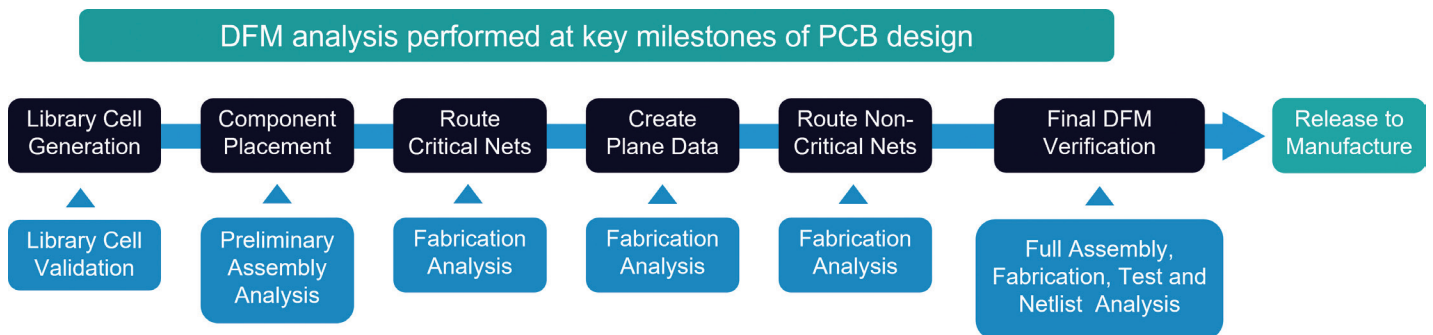 DFM analysis performed at key milestones of PCB design
Library Cell
Generation
Component
Placement
Route
Critical Nets
Create
Plane Data
Route Non-
Critical Nets
Final DFM
Verification
Release to
Manufacture
Library Cell
Validation
Preliminary
Assembly
Analysis
Fabrication
Analysis
Fabrication
Analysis
Fabrication
Analysis
Full Assembly,
Fabrication, Test and
Netlist Analysis